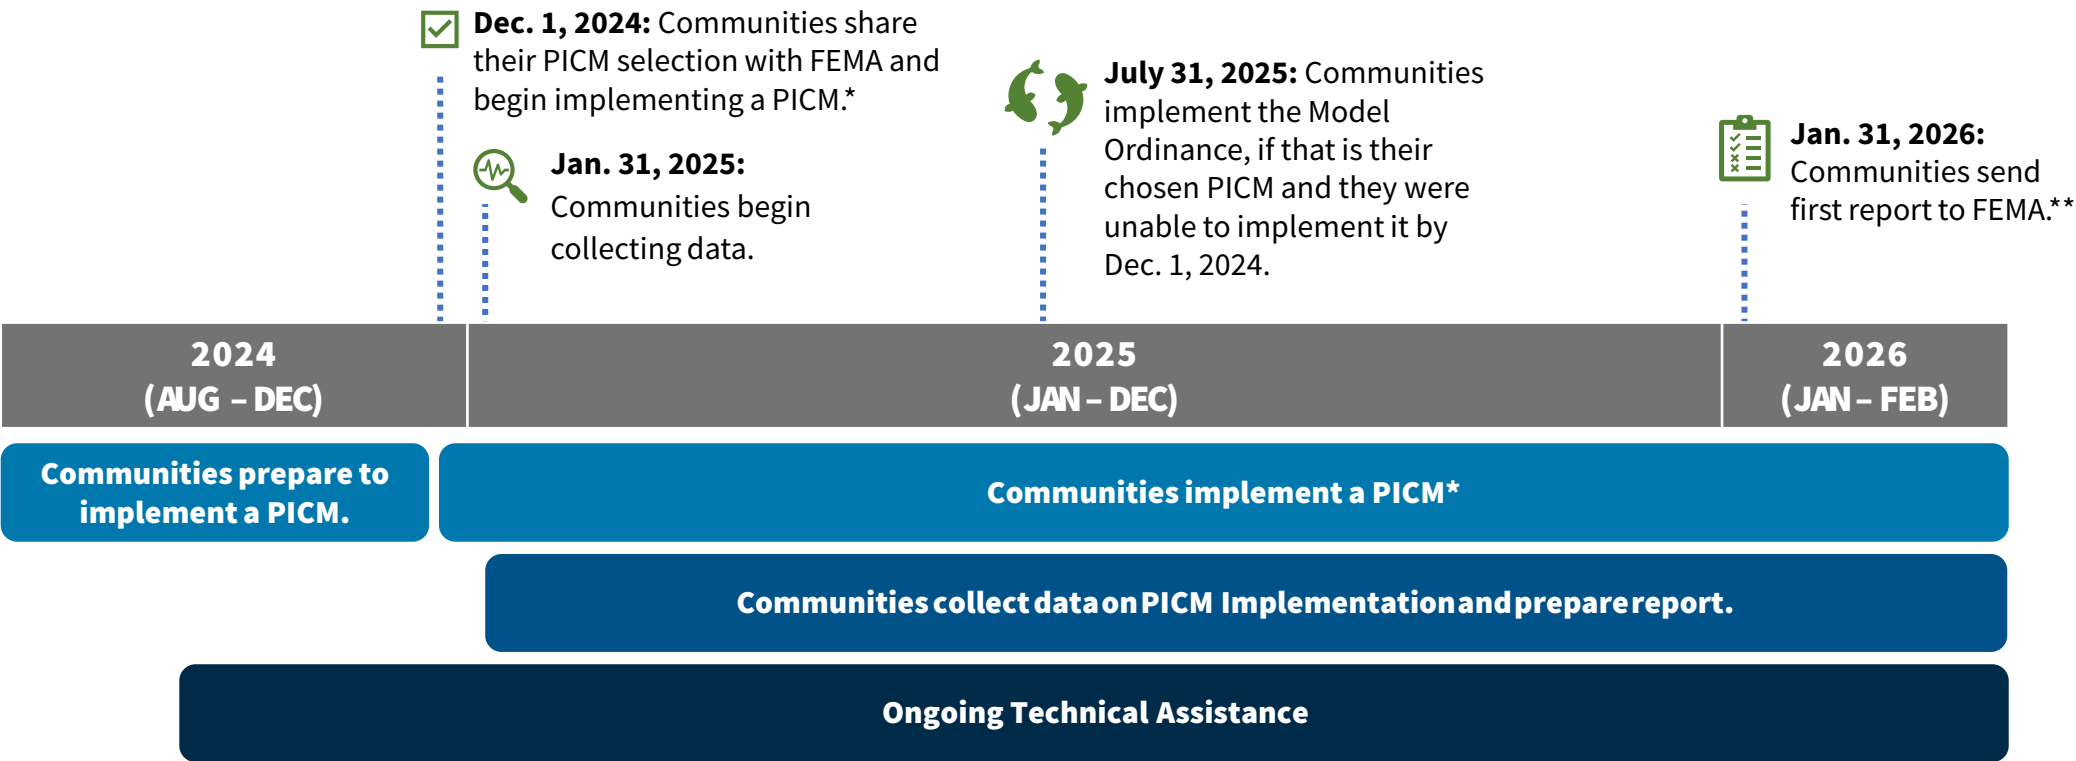 Dec. 1, 2024: Communities share
their PICM selection with FEMA and
begin implementing a PICM.*
Jan. 31, 2025:
Communities begin
collecting data.
July 31, 2025: Communities
implement the Model
Ordinance, if that is their
chosen PICM and they were
unable to implement it by
Dec. 1, 2024.
Jan. 31, 2026:
Communities send
first report to FEMA.**
2024
(AUG – DEC)
2025
(JAN – DEC)
2026
(JAN – FEB)
Communities prepare to
implement a PICM.
Communities implement a PICM*
Communities collect data on PICM Implementation and prepare report.
Ongoing Technical Assistance